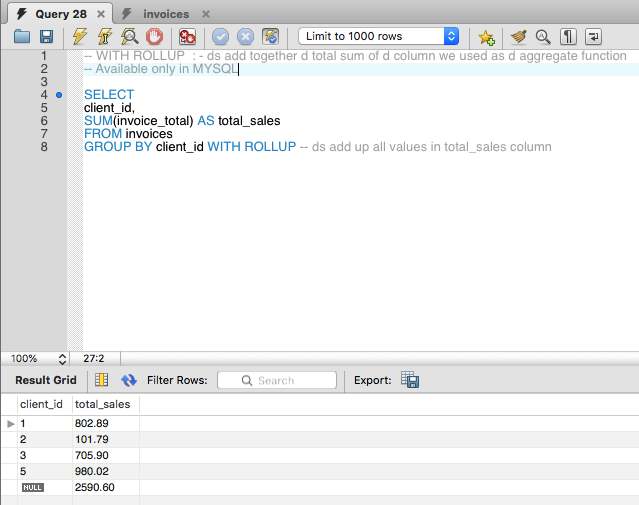 Query 28
invoices
Limit to 1000 rows
1 -- WITH ROLLUP : - ds add together d total sum of d column we used as d aggregate function
2 -- Available only in MYSQL
3
4 SELECT
5 client_id,
6 SUM(invoice_total) AS total_sales
7 FROM invoices
8 GROUP BY client_id WITH ROLLUP -- ds add up all values in total_sales column
100% 27:2
Result Grid Filter Rows: Search Export:
client_id total_sales
1 802.89
2 101.79
3 705.90
5 980.02
NULL 2590.60